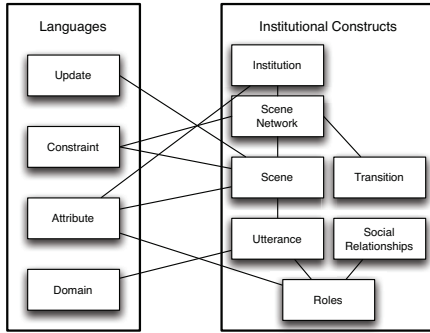 Languages
Update
Constraint
Attribute
Domain
Institutional Constructs
Institution
Scene
Network
Scene
Transition
Utterance
Social
Relationships
Roles